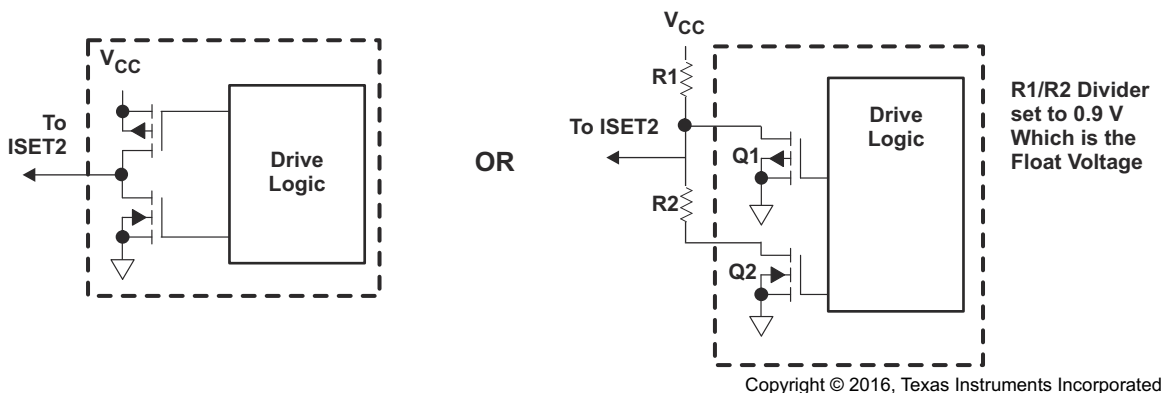 VCC
To
ISET2
Drive
Logic
OR
VCC
R1
To ISET2
Q1
R2
Q2
Drive
Logic
R1/R2 Divider
set to 0.9 V
Which is the
Float Voltage
Copyright © 2016, Texas Instruments Incorporated